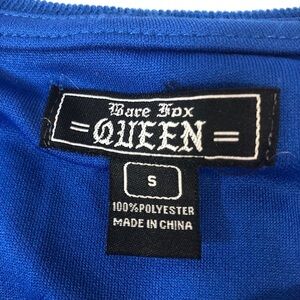 Bare Fox
=QUEEN=
S
100%POLYESTER
MADE IN CHINA